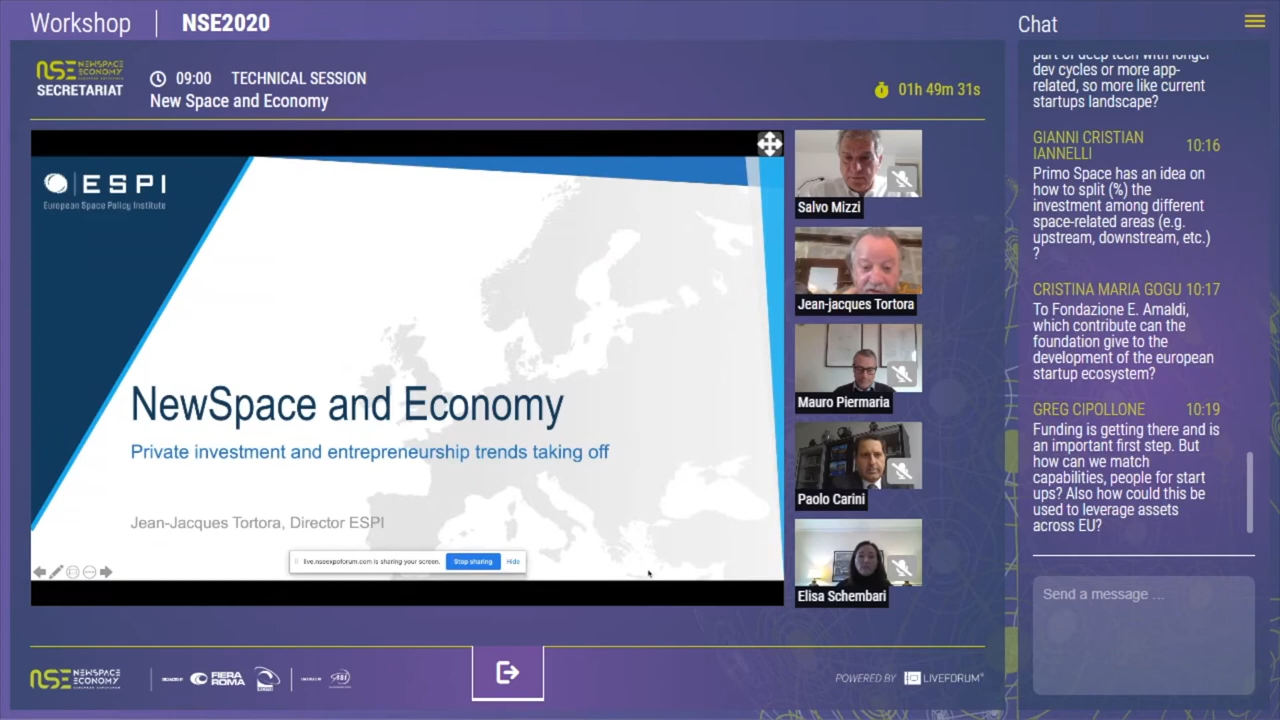 Workshop
NSE2020
NSE NEWSPACE
ECONOMY
SECRETARIAT
09:00 TECHNICAL SESSION
New Space and Economy
01h 49m 31s
ESPI
European Space Policy Institute
NewSpace and Economy
Private investment and entrepreneurship trends taking off
Jean-Jacques Tortora, Director ESPI
live.nseexpoforum.com is sharing your screen.
Stop sharing
Hide
Salvo Mizzi
Jean-jacques Tortora
Mauro Piermaria
Paolo Carini
Elisa Schembari
NSE NEWSPACE
ECONOMY
FIERA
ROMA
POWERED BY LIVEFORUM
Chat
part of deep tech with longer
dev cycles or more app-
related, so more like current
startups landscape?
GIANNI CRISTIAN
IANNELLI
10:16
Primo Space has an idea on
how to split (%) the
investment among different
space-related areas (e.g.
upstream, downstream, etc.)
?
CRISTINA MARIA GOGU 10:17
To Fondazione E. Amaldi,
which contribute can the
foundation give to the
development of the european
startup ecosystem?
GREG CIPOLLONE 10:19
Funding is getting there and is
an important first step. But
how can we match
capabilities, people for start
ups? Also how could this be
used to leverage assets
across EU?
Send a message ...